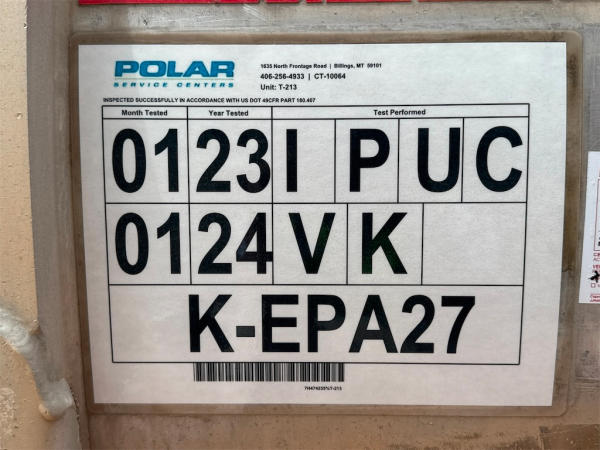 POLAR
SERVICE CENTERS
1635 North Frontage Road | Billings, MT 59101
406-256-4933 | CT-10064
Unit: T-213
INSPECTED SUCCESSFULLY IN ACCORDANCE WITH US DOT 49CFR PART 180.407
Month Tested Year Tested Test Performed
01 23 I P UC
01 24 V K
K-EPA27